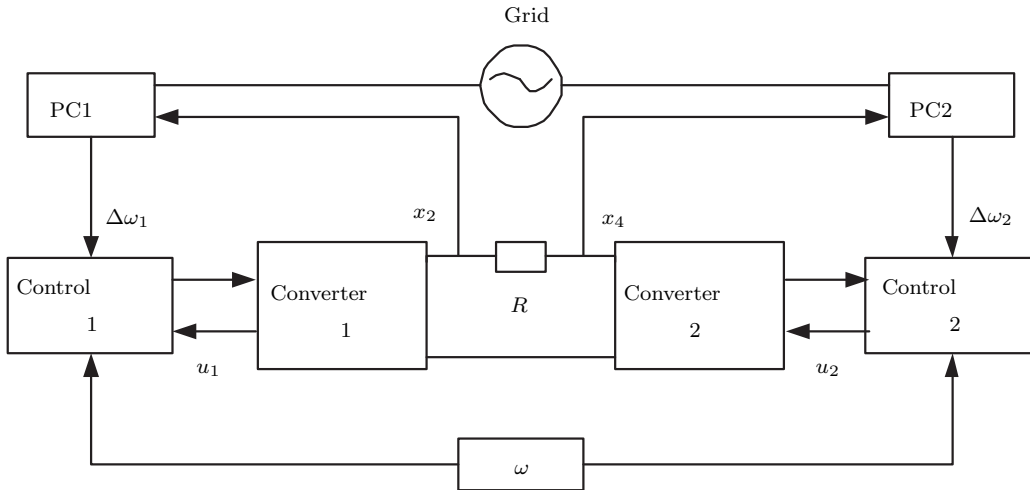 Grid
PC1
PC2
Δω₁
x₂
x₄
Δω₂
Control
1
Converter
1
R
Converter
2
Control
2
u₁
u₂
ω